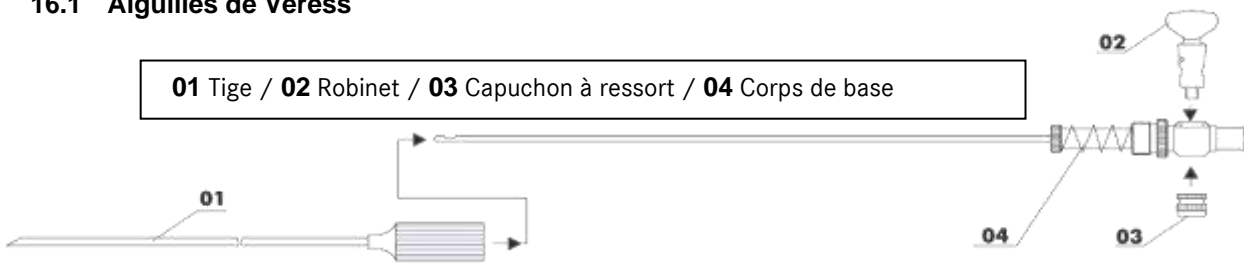 16.1 Aiguilles de Veress
02
01 Tige / 02 Robinet / 03 Capuchon à ressort / 04 Corps de base
01
04
03